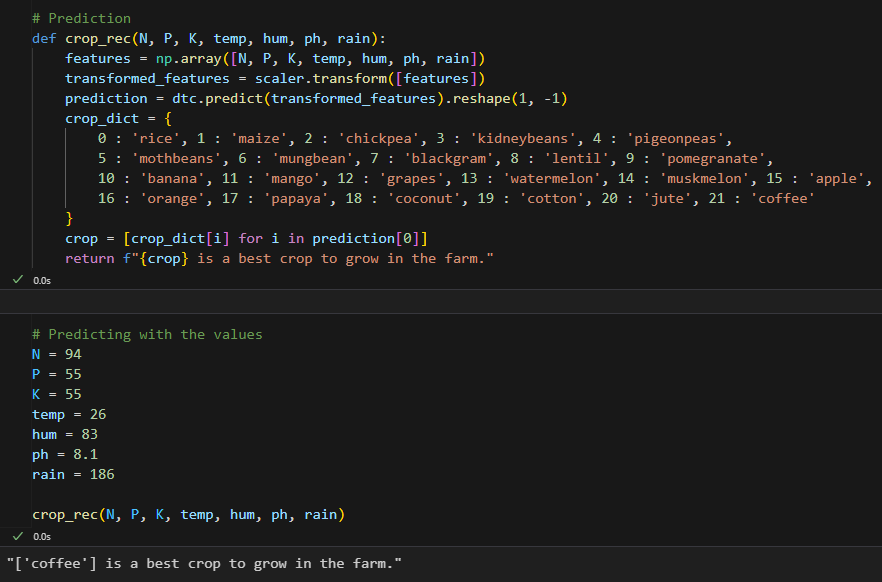 # Prediction
def crop_rec(N, P, K, temp, hum, ph, rain):
    features = np.array([N, P, K, temp, hum, ph, rain])
    transformed_features = scaler.transform([features])
    prediction = dtc.predict(transformed_features).reshape(1, -1)
    crop_dict = {
        0 : 'rice', 1 : 'maize', 2 : 'chickpea', 3 : 'kidneybeans', 4 : 'pigeonpeas',
        5 : 'mothbeans', 6 : 'mungbean', 7 : 'blackgram', 8 : 'lentil', 9 : 'pomegranate',
        10 : 'banana', 11 : 'mango', 12 : 'grapes', 13 : 'watermelon', 14 : 'muskmelon', 15 : 'apple',
        16 : 'orange', 17 : 'papaya', 18 : 'coconut', 19 : 'cotton', 20 : 'jute', 21 : 'coffee'
    }
    crop = [crop_dict[i] for i in prediction[0]]
    return f"{crop} is a best crop to grow in the farm."
0.0s
# Predicting with the values
N = 94
P = 55
K = 55
temp = 26
hum = 83
ph = 8.1
rain = 186
crop_rec(N, P, K, temp, hum, ph, rain)
0.0s
"['coffee'] is a best crop to grow in the farm."